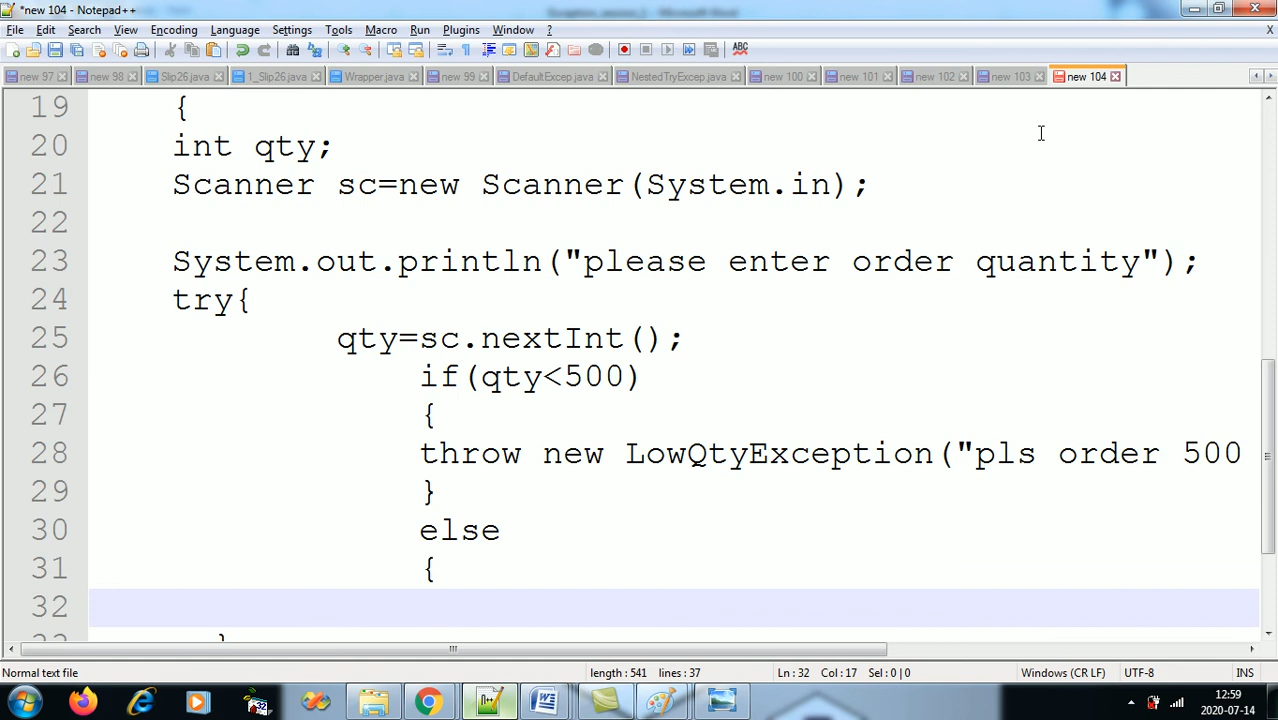 *new 104 - Notepad++
File Edit Search View Encoding Language Settings Tools Macro Run Plugins Window ? X
new 97 new 98 Slip26.java 1_Slip26.java Wrapper.java new 99 DefaultExcep.java NestedTryExcep.java new 100 new 101 new 102 new 103 new 104
19 {
20 int qty;
21 Scanner sc=new Scanner(System.in);
22
23 System.out.println("please enter order quantity");
24 try{
25 qty=sc.nextInt();
26 if(qty<500)
27 {
28 throw new LowQtyException("pls order 500
29 }
30 else
31 {
32
33 }
Normal text file length : 541 lines : 37 Ln : 32 Col : 17 Sel : 0 | 0 Windows (CR LF) UTF-8 INS
12:59
2020-07-14